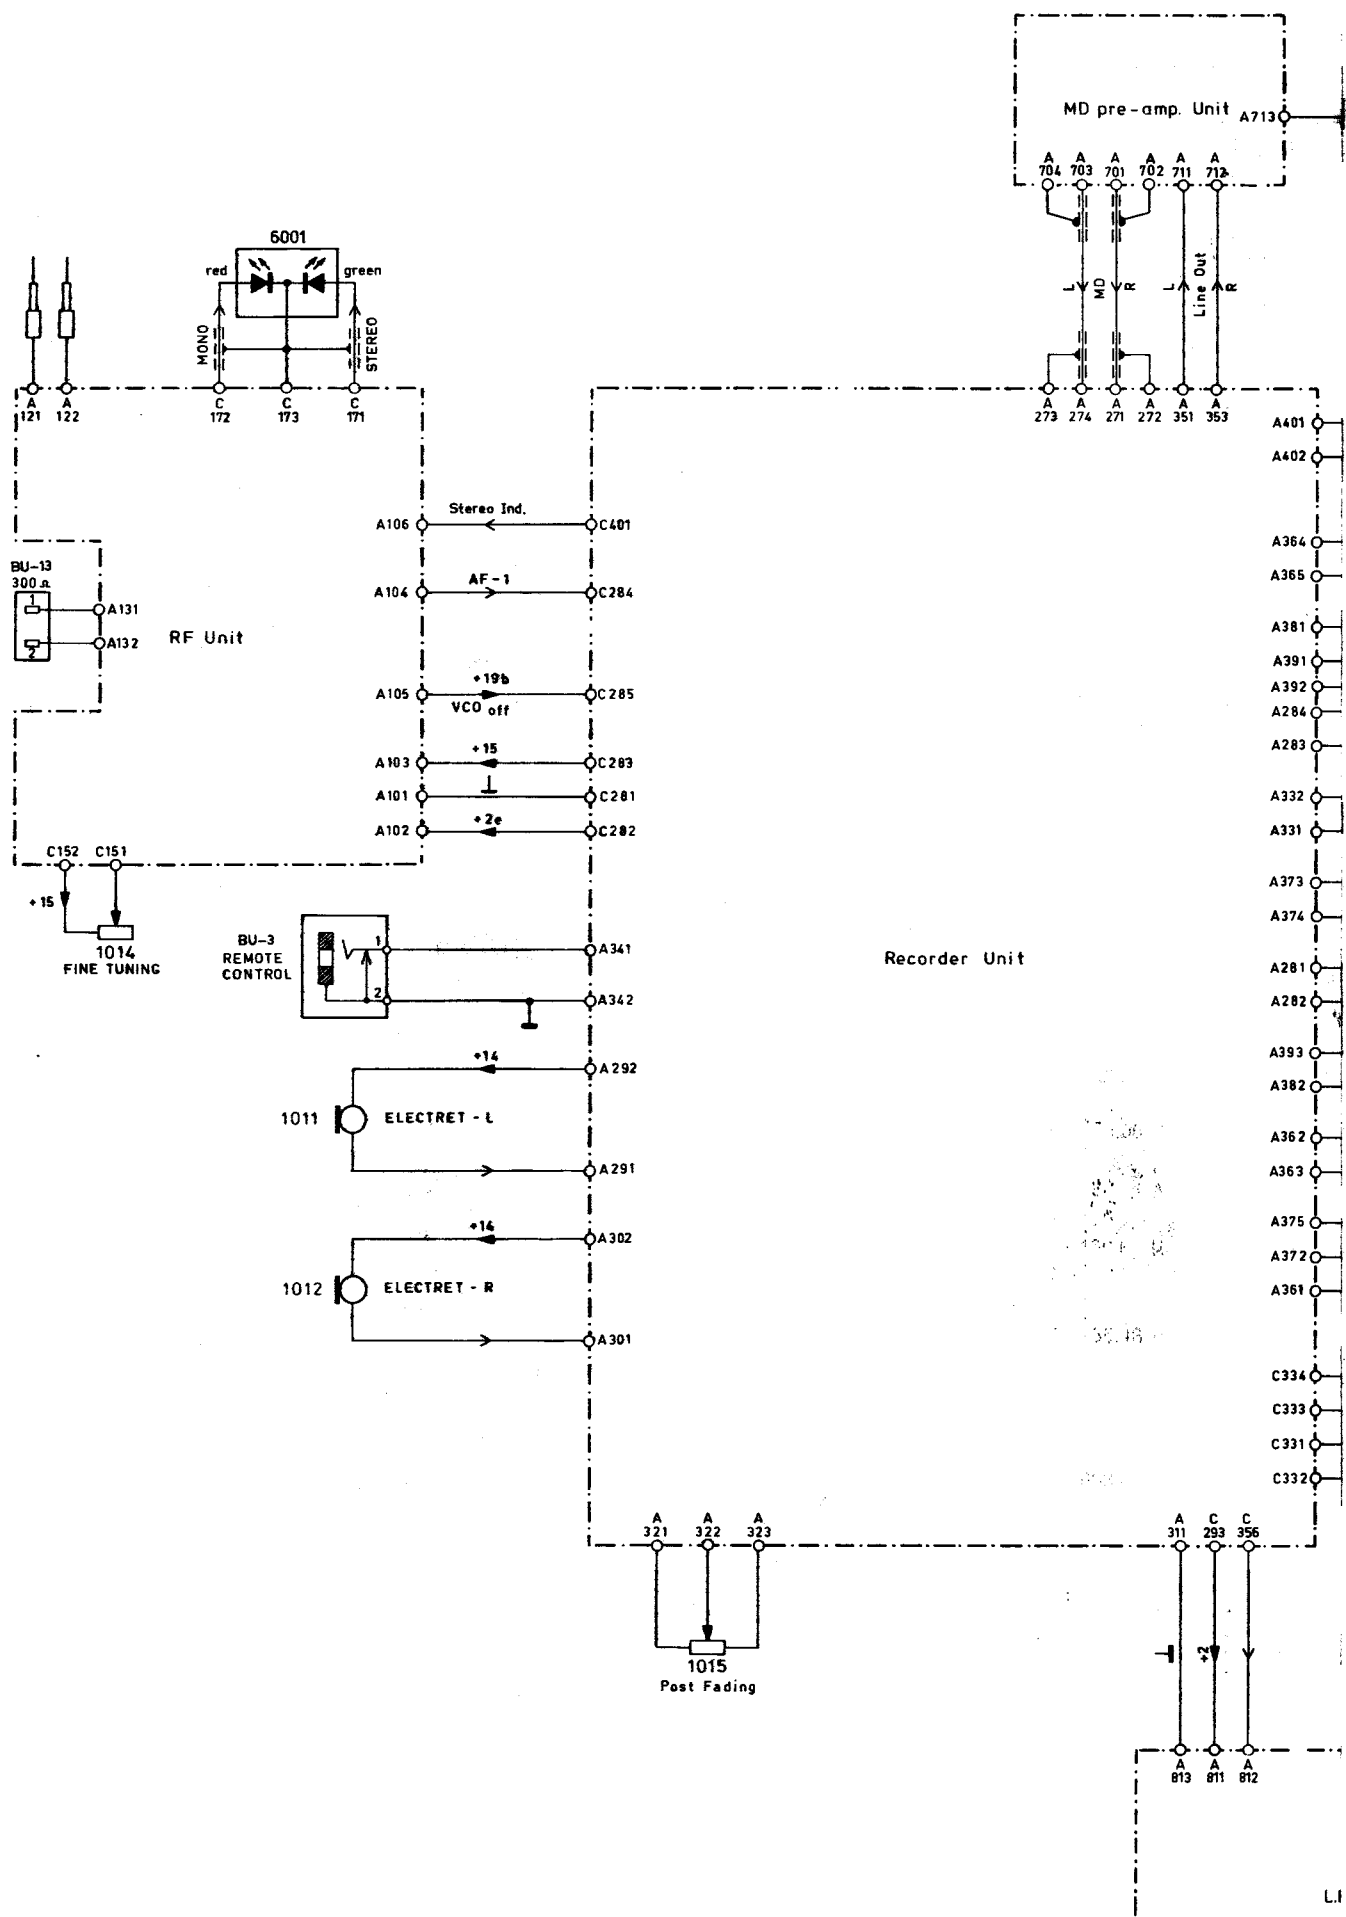 MD pre-amp. Unit
A713
A 704
A 703
A 701
A 702
A 711
A 712
6001
red
green
MONO
STEREO
L
MD
R
L
Line Out
R
A 121
A 122
C 172
C 173
C 171
A 273
A 274
A 271
A 272
A 351
A 353
A401
A402
Stereo Ind.
A106
C401
A364
BU-13
300 Ω
1
2
A131
A132
RF Unit
AF-1
A104
C284
A365
A381
A391
+19b
A105
C285
VCO off
A392
A284
A283
+15
A103
C283
A101
C281
A332
+2e
A102
C282
A331
C152
C151
+15
1014
FINE TUNING
A373
A374
BU-3
REMOTE
CONTROL
1
2
A341
A342
Recorder Unit
A281
A282
+14
A292
A393
A382
1011
ELECTRET - L
A291
A362
A363
+14
A302
A375
A372
1012
ELECTRET - R
A301
A361
C334
C333
C331
C332
A 321
A 322
A 323
A 311
C 293
C 356
1015
Post Fading
+2
A 813
A 811
A 812